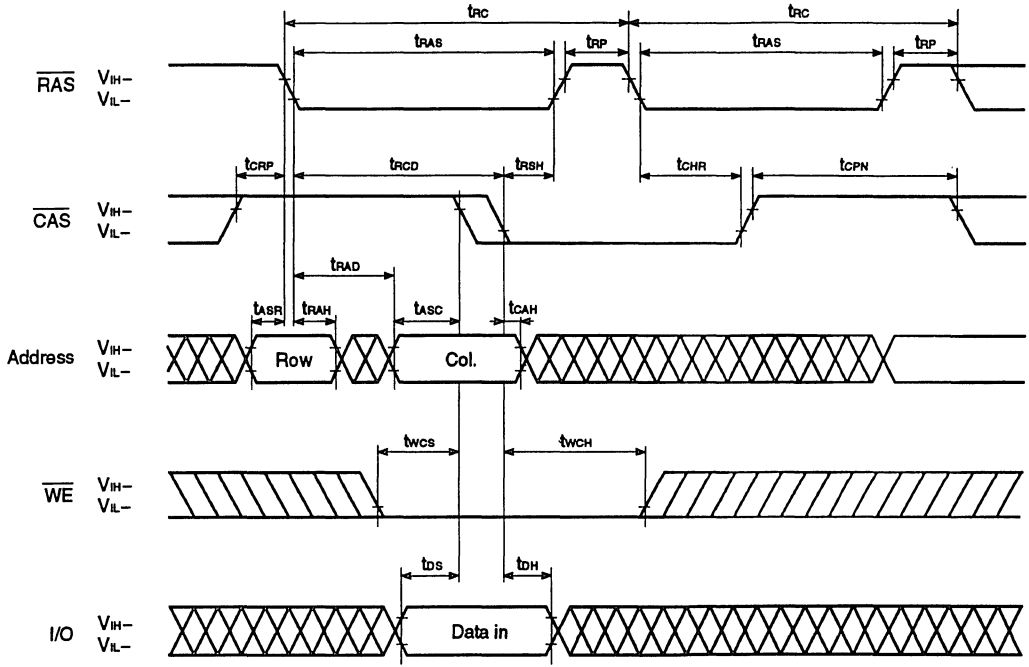 tRC tRC
tRAS tRP tRAS tRP
RAS VIH–
VIL–
tCRP tRCD tRSH tCHR tCPN
CAS VIH–
VIL–
tRAD
tASR tRAH tASC tCAH
Address VIH–
VIL–
Row Col.
tWCS tWCH
WE VIH–
VIL–
tDS tDH
I/O VIH–
VIL–
Data in